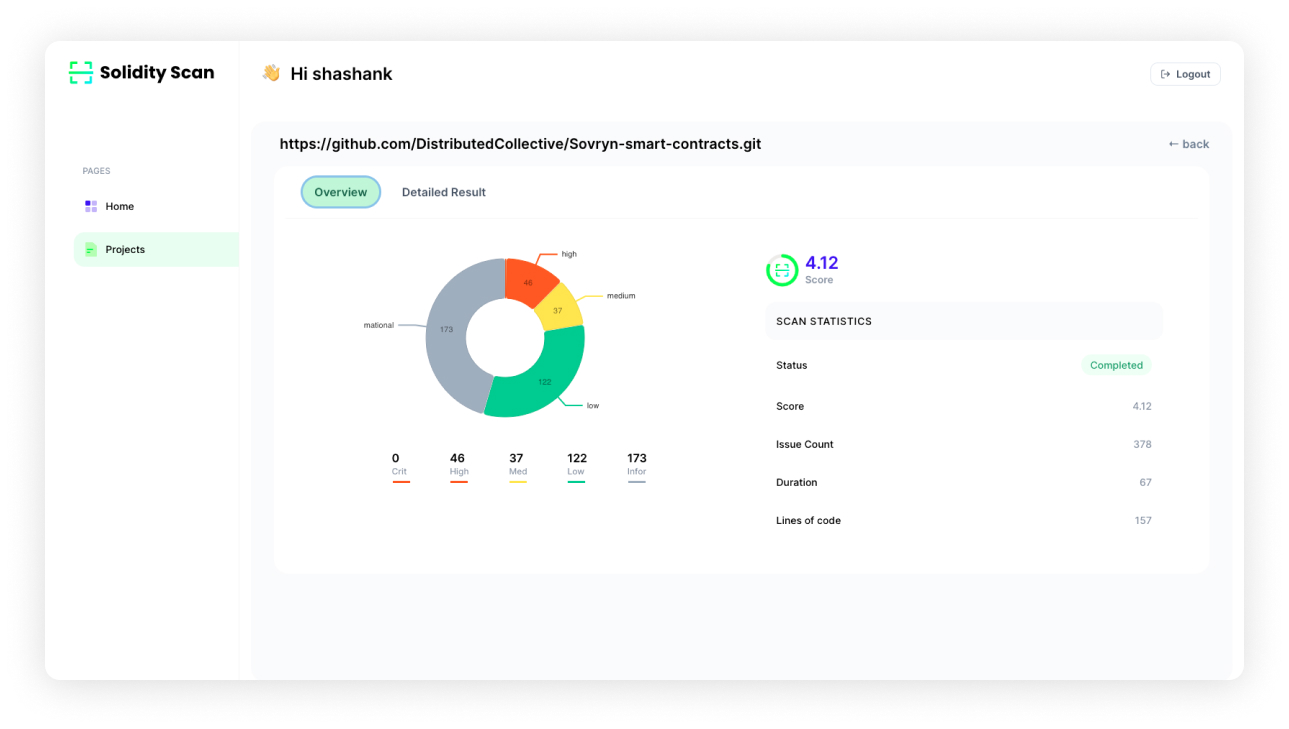 Solidity Scan
👋 Hi shashank
Logout
https://github.com/DistributedCollective/Sovryn-smart-contracts.git
← back
PAGES
Home
Projects
Overview
Detailed Result
high
46
medium
37
mational
173
122
low
0
Crit
46
High
37
Med
122
Low
173
Infor
4.12
Score
SCAN STATISTICS
Status
Completed
Score
4.12
Issue Count
378
Duration
67
Lines of code
157